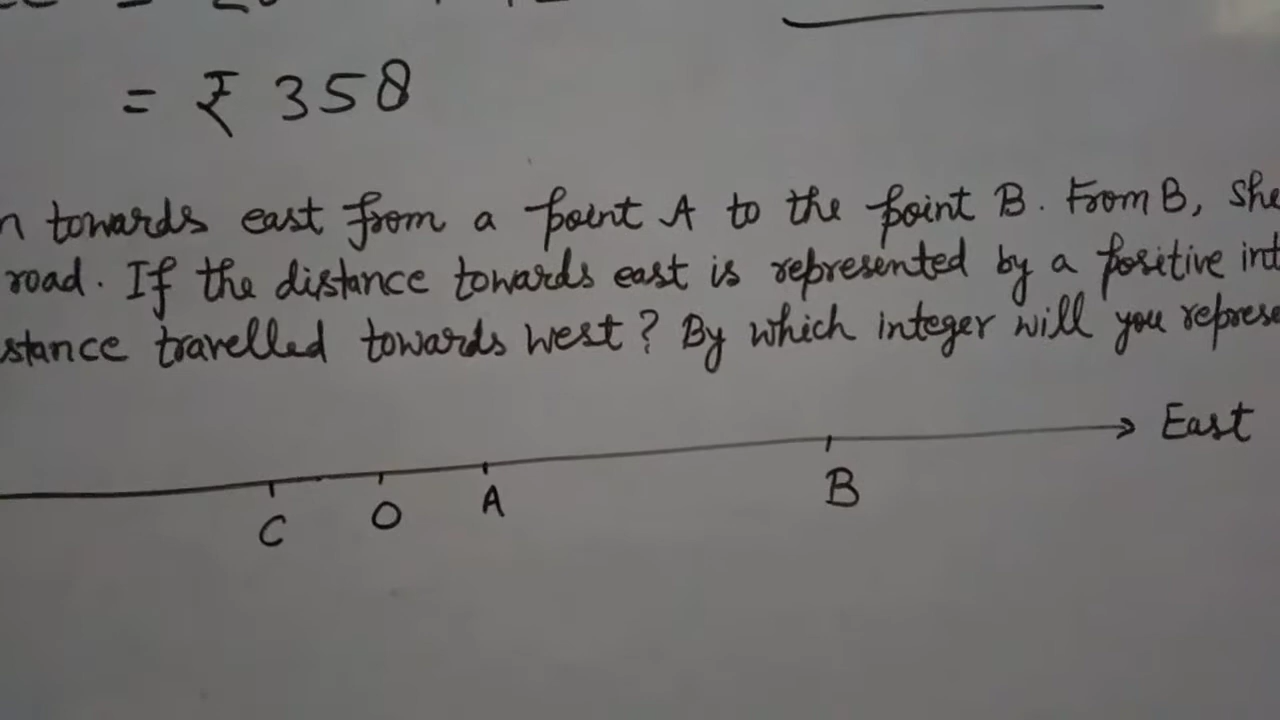 = ₹ 358
towards east from a point A to the point B. From B, she
road. If the distance towards east is represented by a positive int
stance travelled towards west? By which integer will you represe
East
C O A B